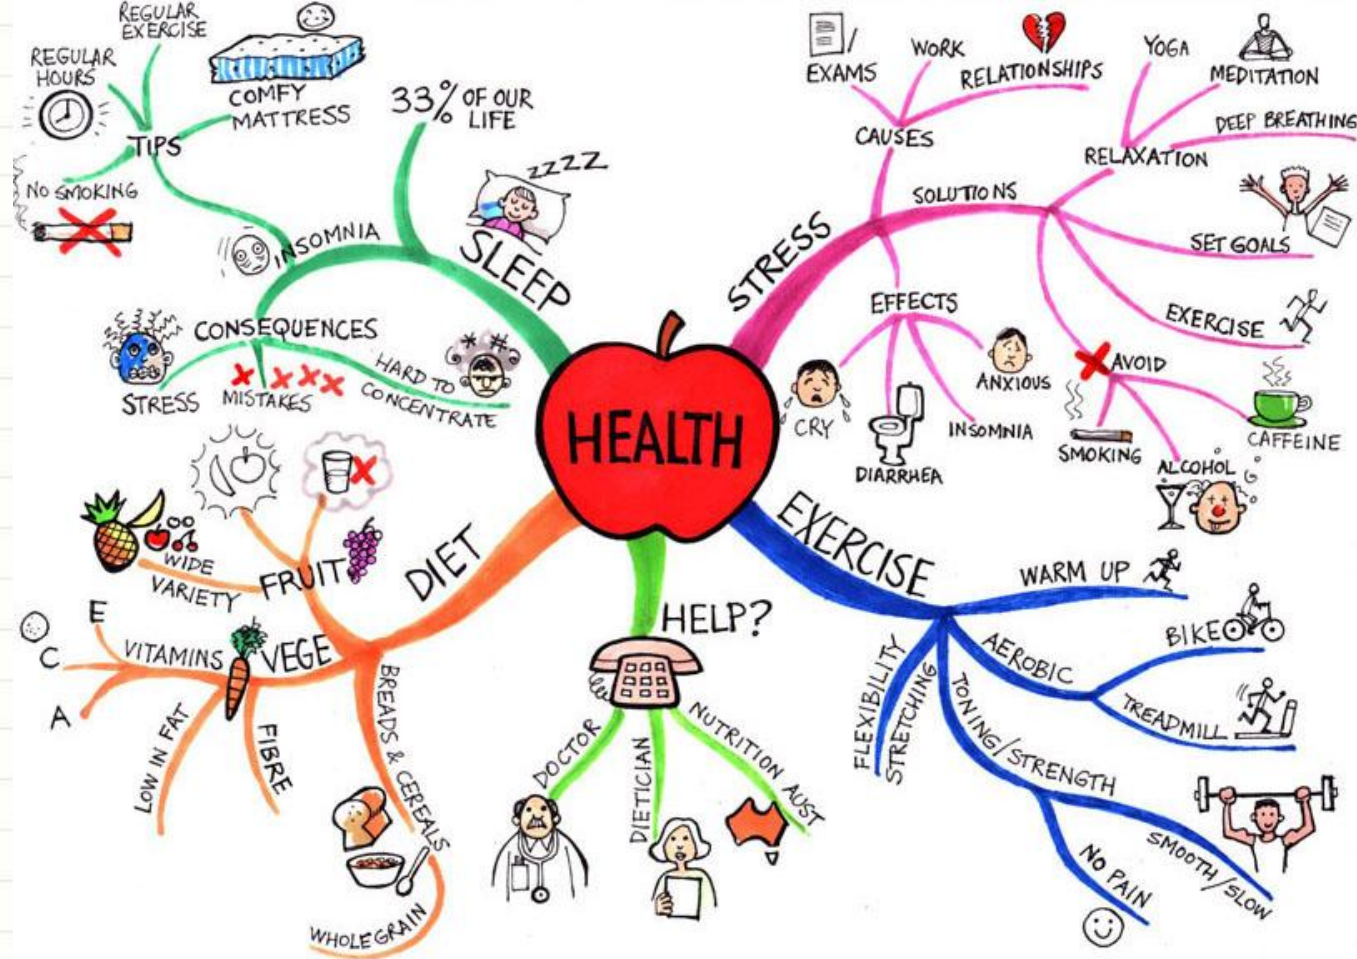 HEALTH
SLEEP
33% OF OUR
LIFE
ZZZZ
INSOMNIA
TIPS
REGULAR
HOURS
REGULAR
EXERCISE
COMFY
MATTRESS
NO SMOKING
CONSEQUENCES
STRESS
MISTAKES
HARD TO
CONCENTRATE
STRESS
CAUSES
EXAMS
WORK
RELATIONSHIPS
SOLUTIONS
RELAXATION
YOGA
MEDITATION
DEEP BREATHING
SET GOALS
EXERCISE
AVOID
SMOKING
ALCOHOL
CAFFEINE
EFFECTS
CRY
DIARRHEA
INSOMNIA
ANXIOUS
EXERCISE
WARM UP
AEROBIC
BIKE
TREADMILL
TONING/STRENGTH
SMOOTH/SLOW
NO PAIN
FLEXIBILITY
STRETCHING
HELP?
DOCTOR
DIETICIAN
NUTRITION AUST
DIET
FRUIT
WIDE
VARIETY
VEGE
VITAMINS
E
C
A
LOW IN FAT
FIBRE
BREADS & CEREALS
WHOLEGRAIN